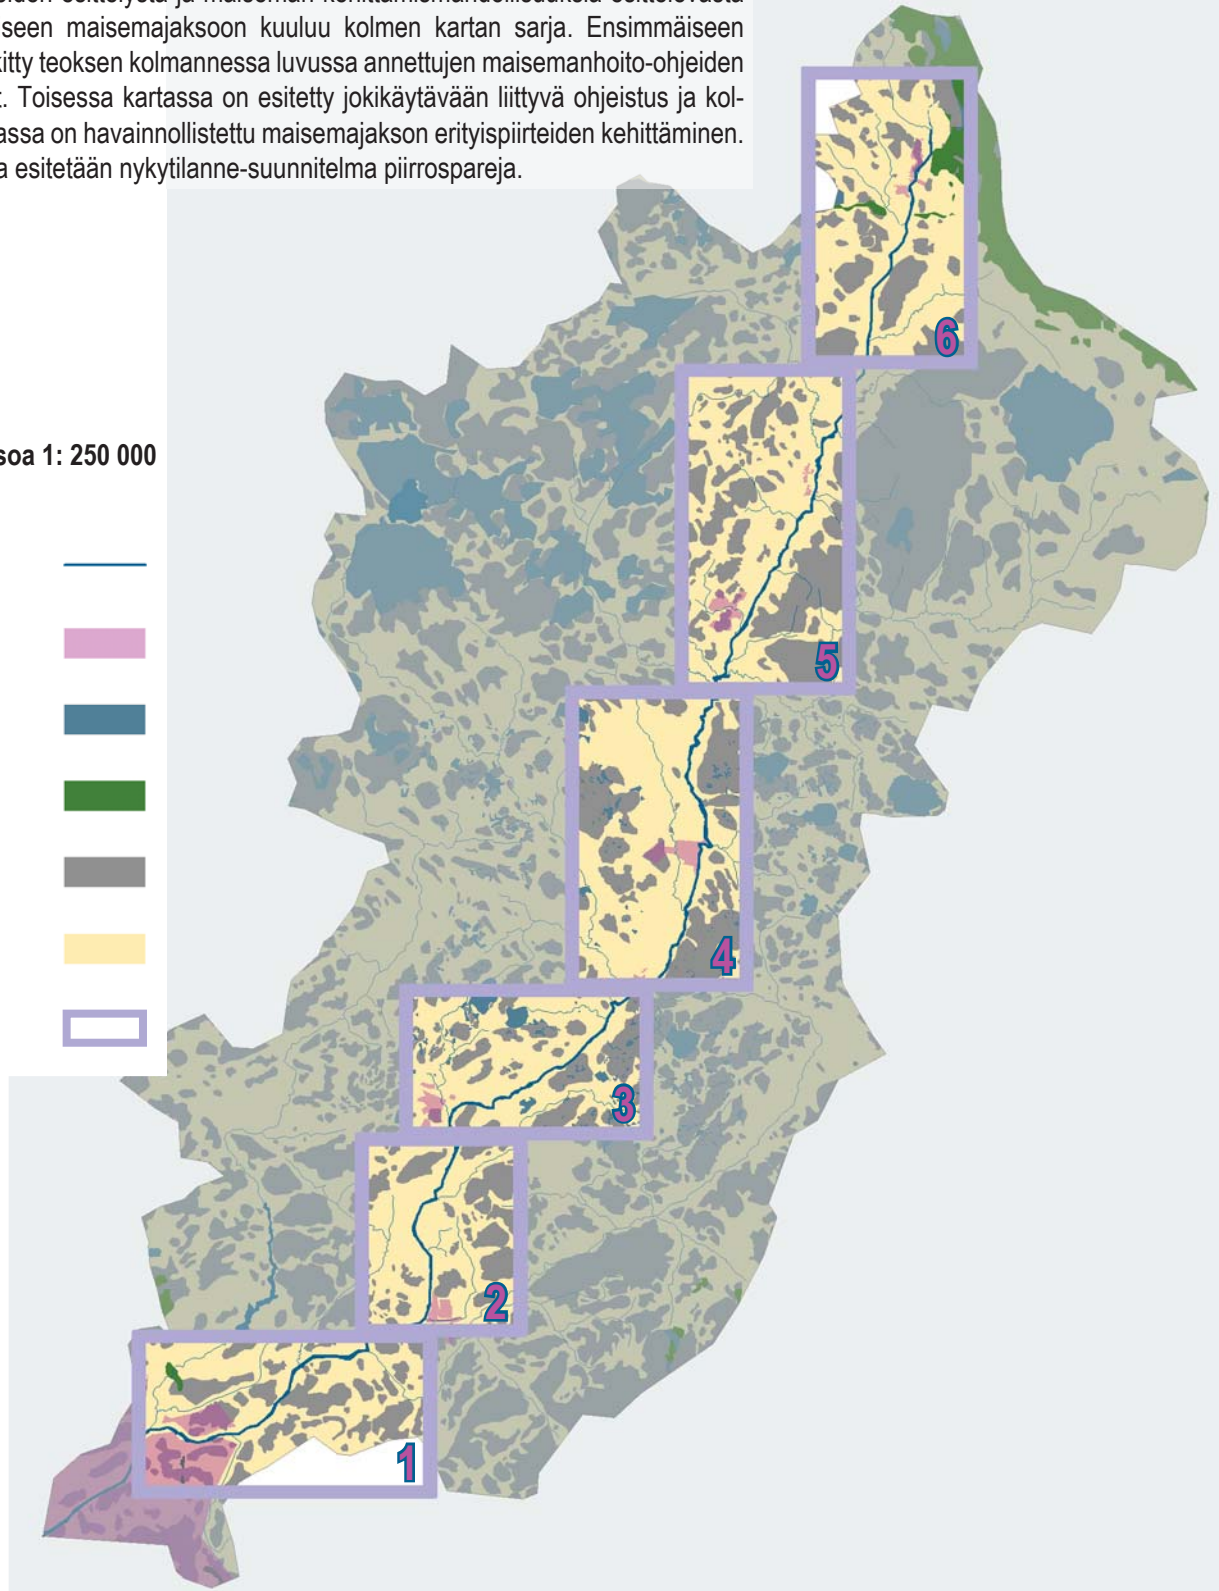 seen maisemajaksoon kuuluu kolmen kartan sarja. Ensimmäiseen
kitty teoksen kolmannessa luvussa annettujen maisemanhoito-ohjeiden
t. Toisessa kartassa on esitetty jokikäytävään liittyvä ohjeistus ja kol-
assa on havainnollistettu maisemajakson erityispiirteiden kehittäminen.
a esitetään nykytilanne-suunnitelma piirrospareja.
6
soa 1: 250 000
5
4
3
2
1